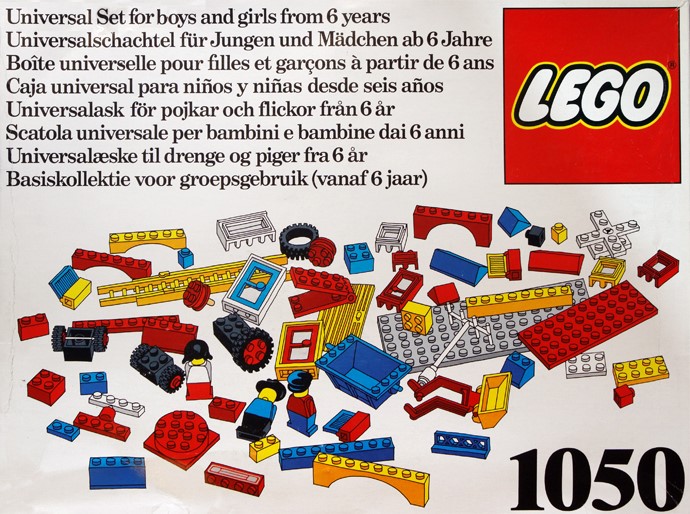 Universal Set for boys and girls from 6 years
Universalschachtel für Jungen und Mädchen ab 6 Jahre
Boîte universelle pour filles et garçons à partir de 6 ans
Caja universal para niños y niñas desde seis años
Universalask för pojkar och flickor från 6 år
Scatola universale per bambini e bambine dai 6 anni
Universalæske til drenge og piger fra 6 år
Basiskollektie voor groepsgebruik (vanaf 6 jaar)
LEGO®
1050